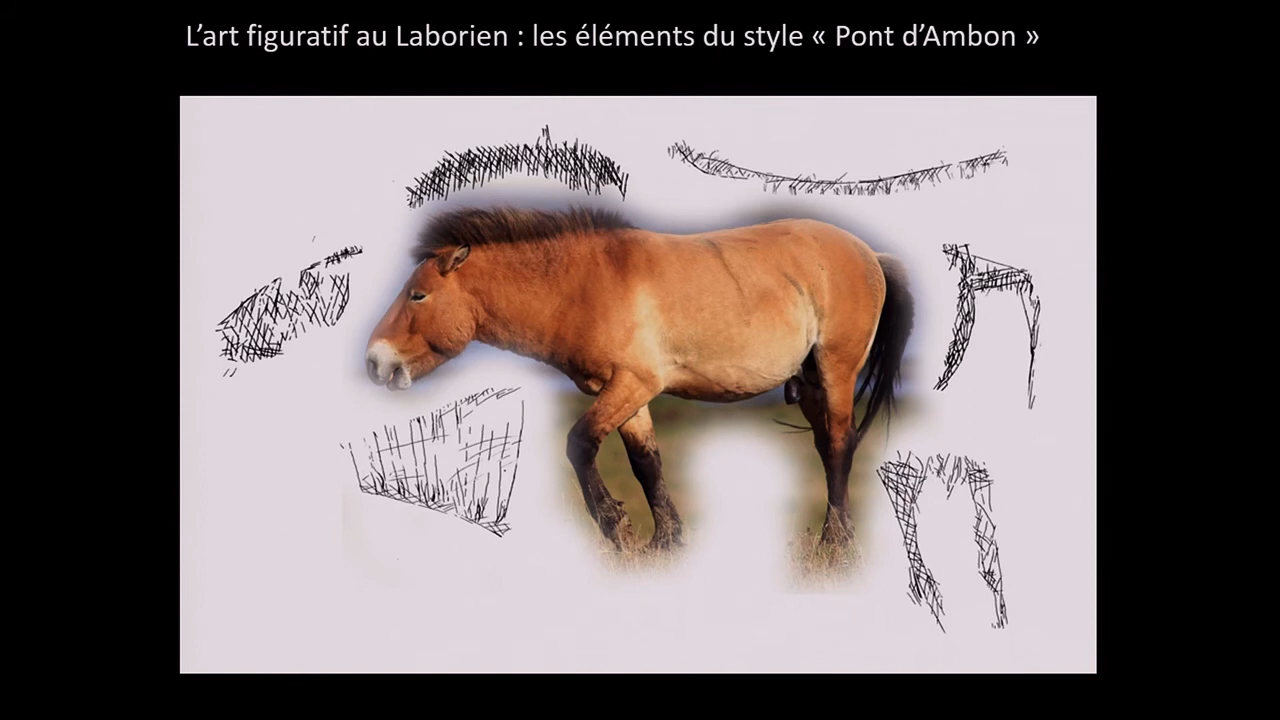 L’art figuratif au Laborien : les éléments du style « Pont d’Ambon »